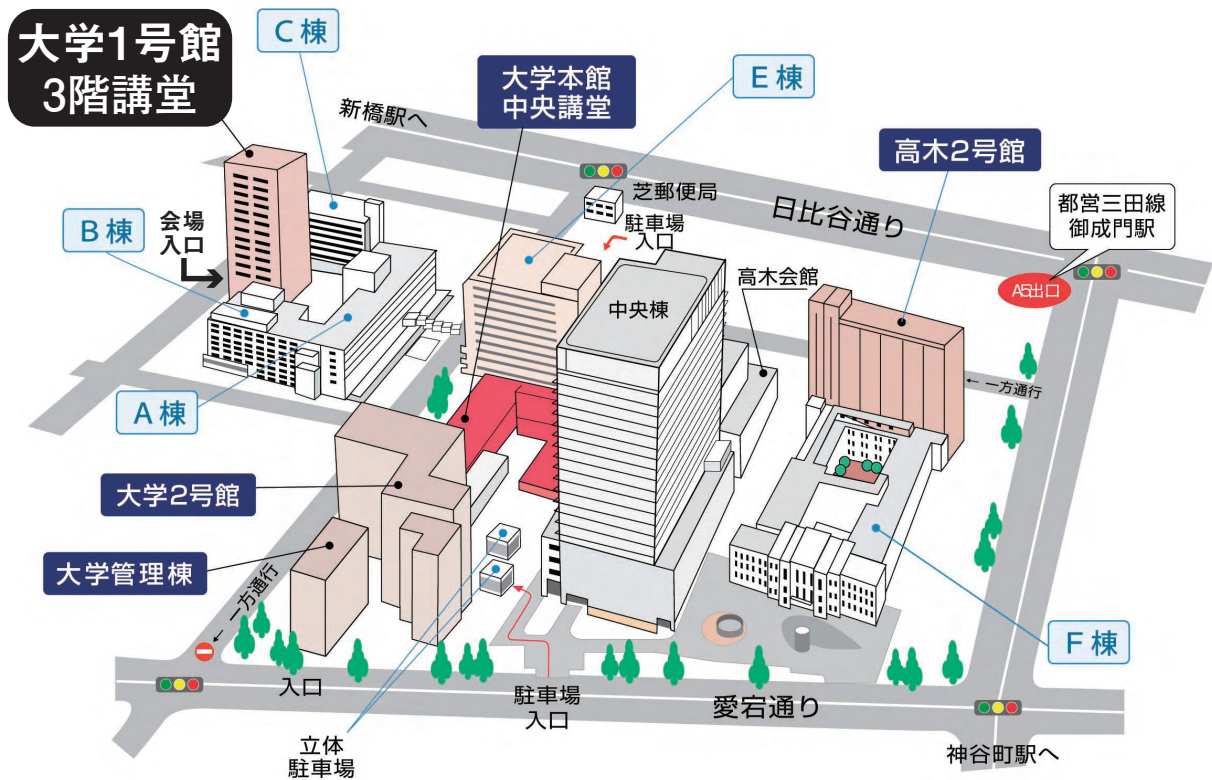 大学1号館
3階講堂
C棟
大学本館
中央講堂
E棟
新橋駅へ
高木2号館
芝郵便局
日比谷通り
都営三田線
御成門駅
B棟
会場
入口
駐車場
入口
高木会館
A5出口
中央棟
←一方通行
A棟
大学2号館
大学管理棟
←一方通行
F棟
入口
駐車場
入口
愛宕通り
立体
駐車場
神谷町駅へ